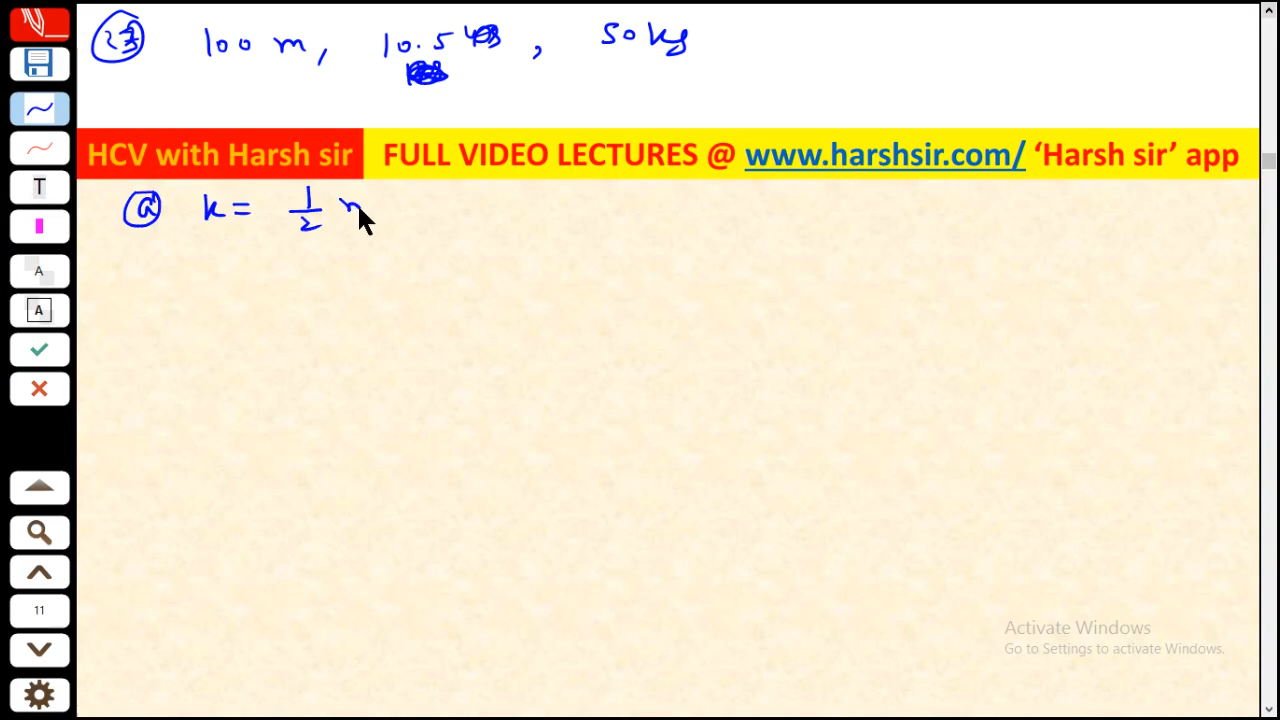 23 100 m, 10.5 , 50 kg
HCV with Harsh sir FULL VIDEO LECTURES @ www.harshsir.com/ ‘Harsh sir’ app
a k = 1/2
T
A
A
11
Activate Windows
Go to Settings to activate Windows.